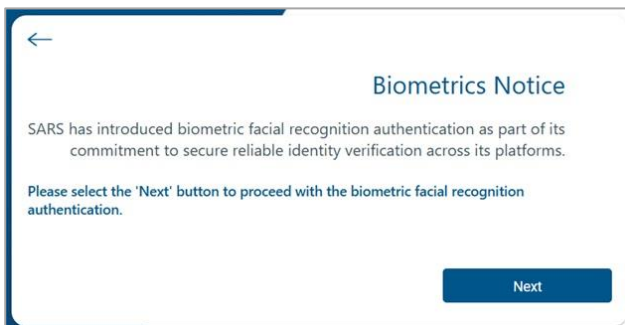 Biometrics Notice
SARS has introduced biometric facial recognition authentication as part of its
commitment to secure reliable identity verification across its platforms.
Please select the 'Next' button to proceed with the biometric facial recognition
authentication.
Next